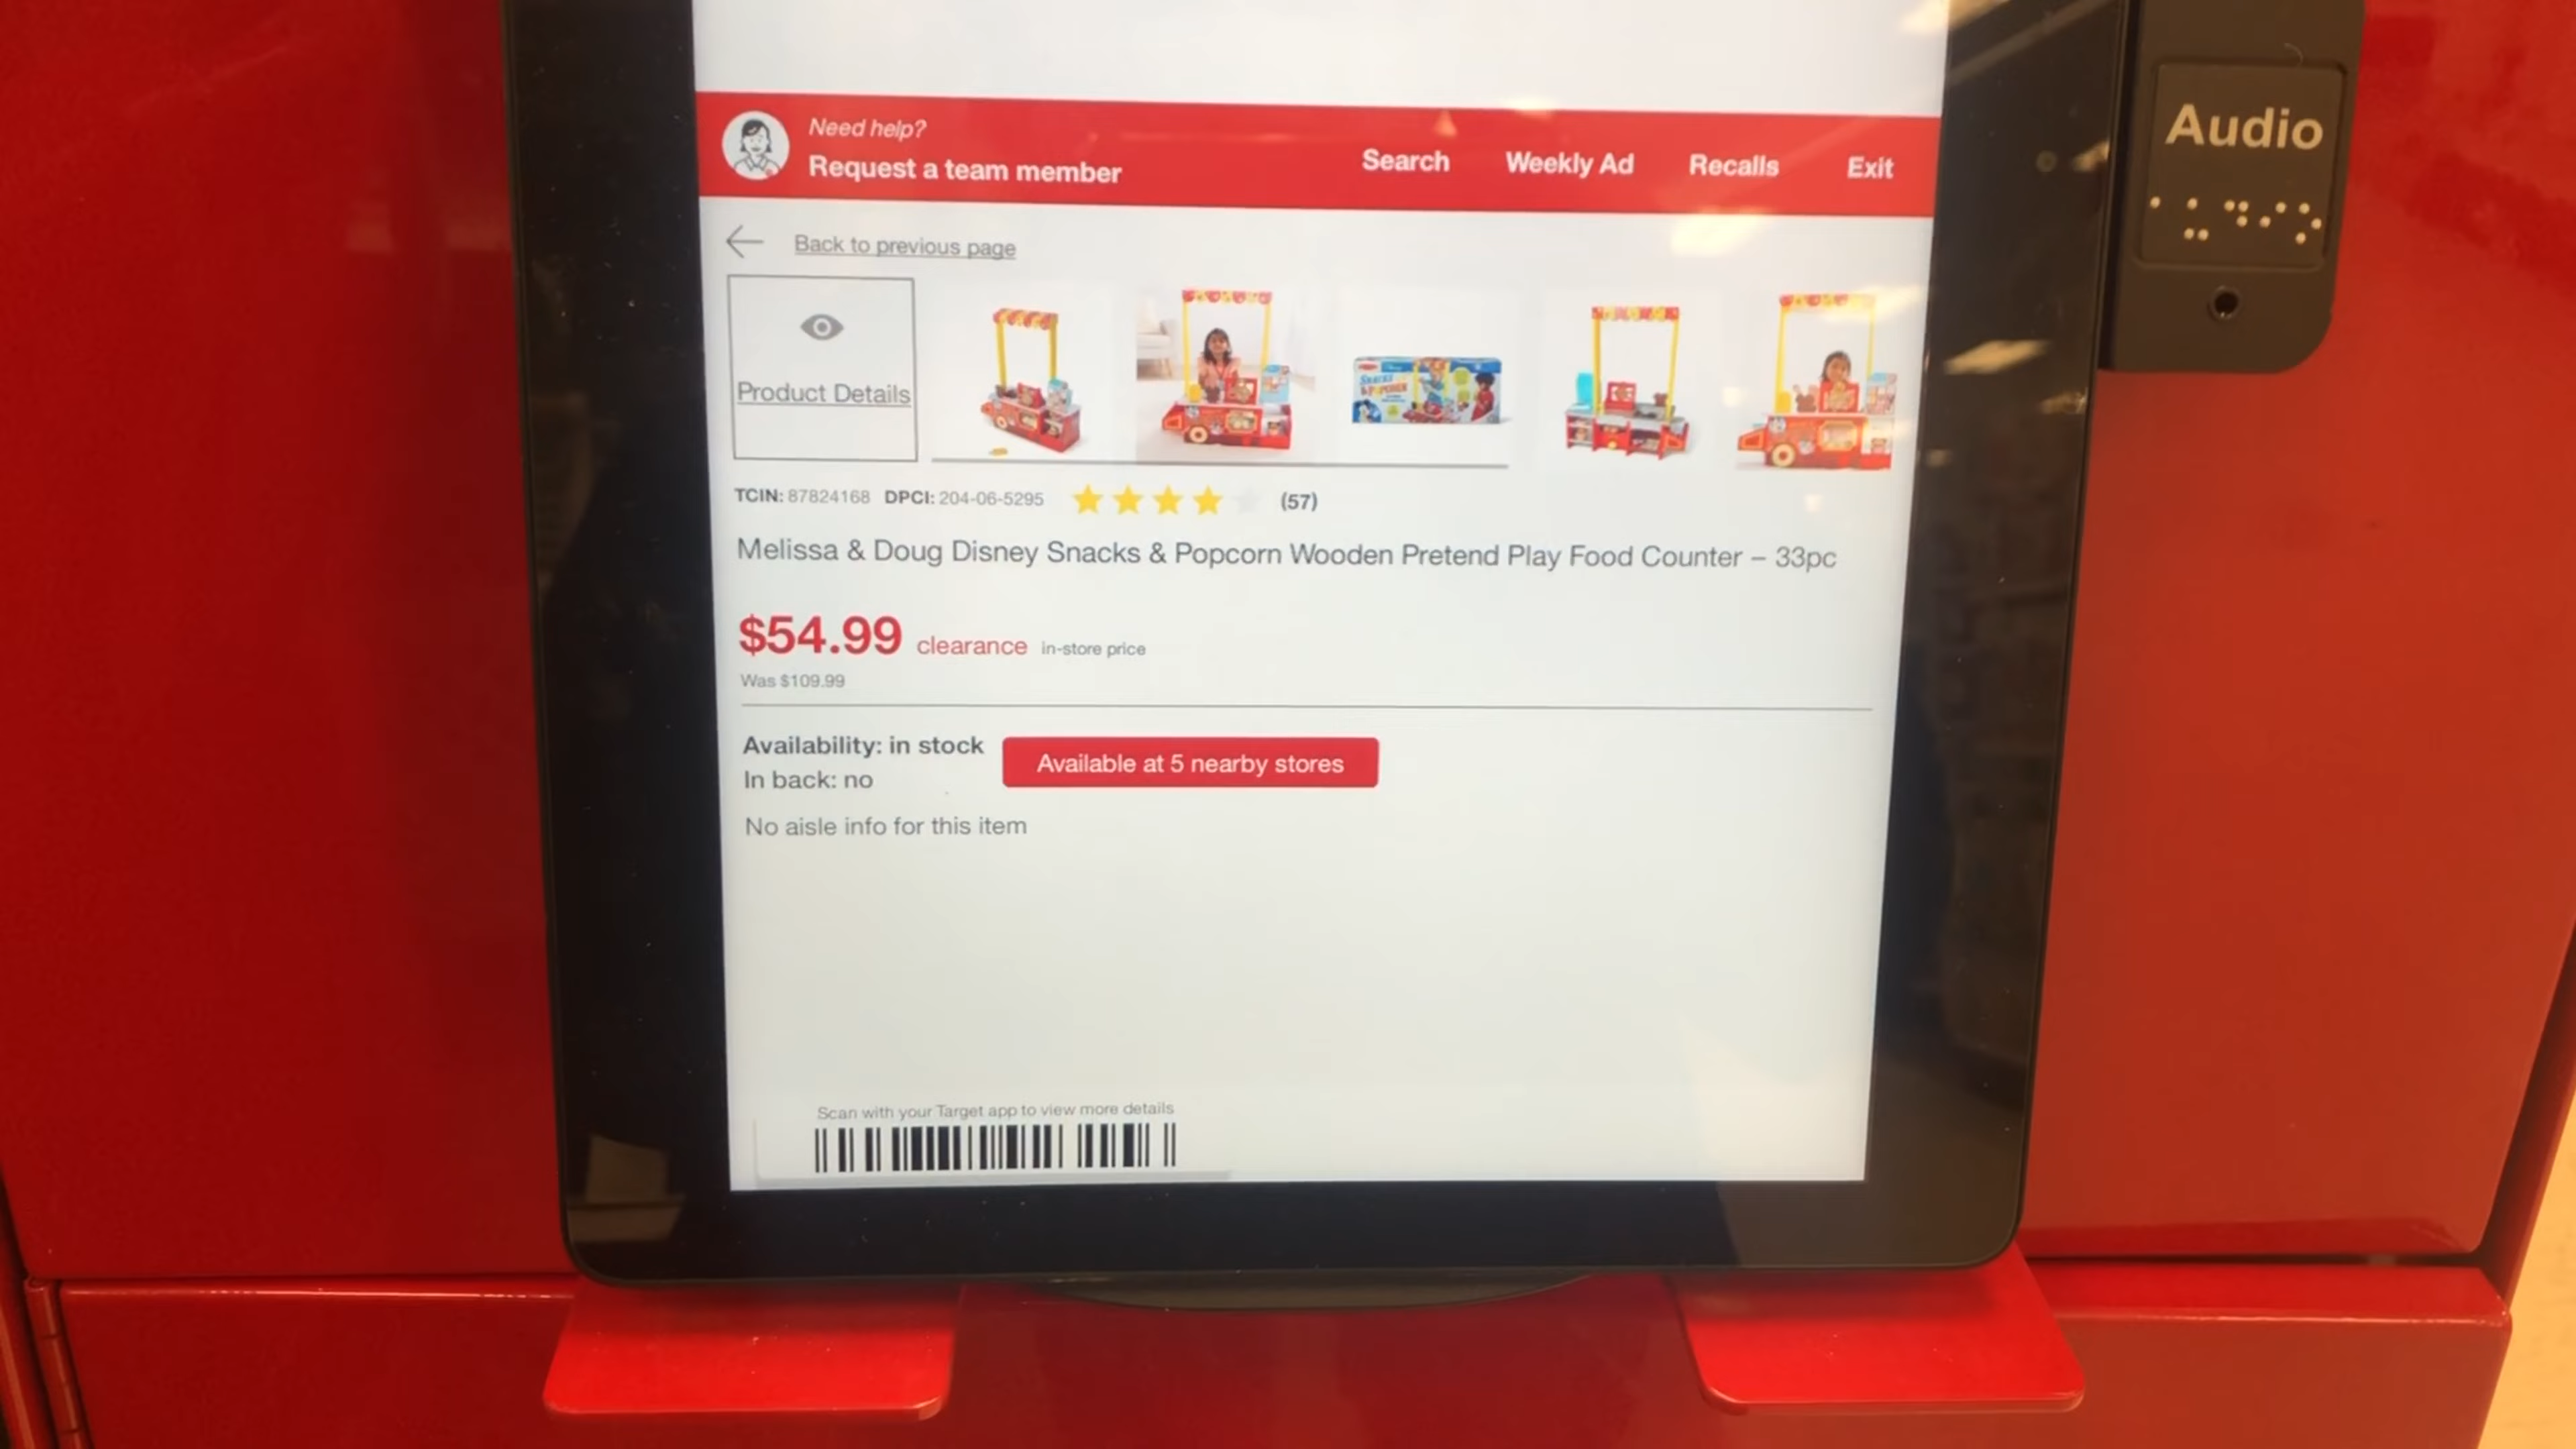 Need help?
Request a team member
Search
Weekly Ad
Recalls
Exit
Audio
Back to previous page
Product Details
SNACKS
& POPCORN
TCIN: 87824168 DPCI: 204-06-5295 (57)
Melissa & Doug Disney Snacks & Popcorn Wooden Pretend Play Food Counter – 33pc
$54.99 clearance in-store price
Was $109.99
Availability: in stock
In back: no
Available at 5 nearby stores
No aisle info for this item
Scan with your Target app to view more details